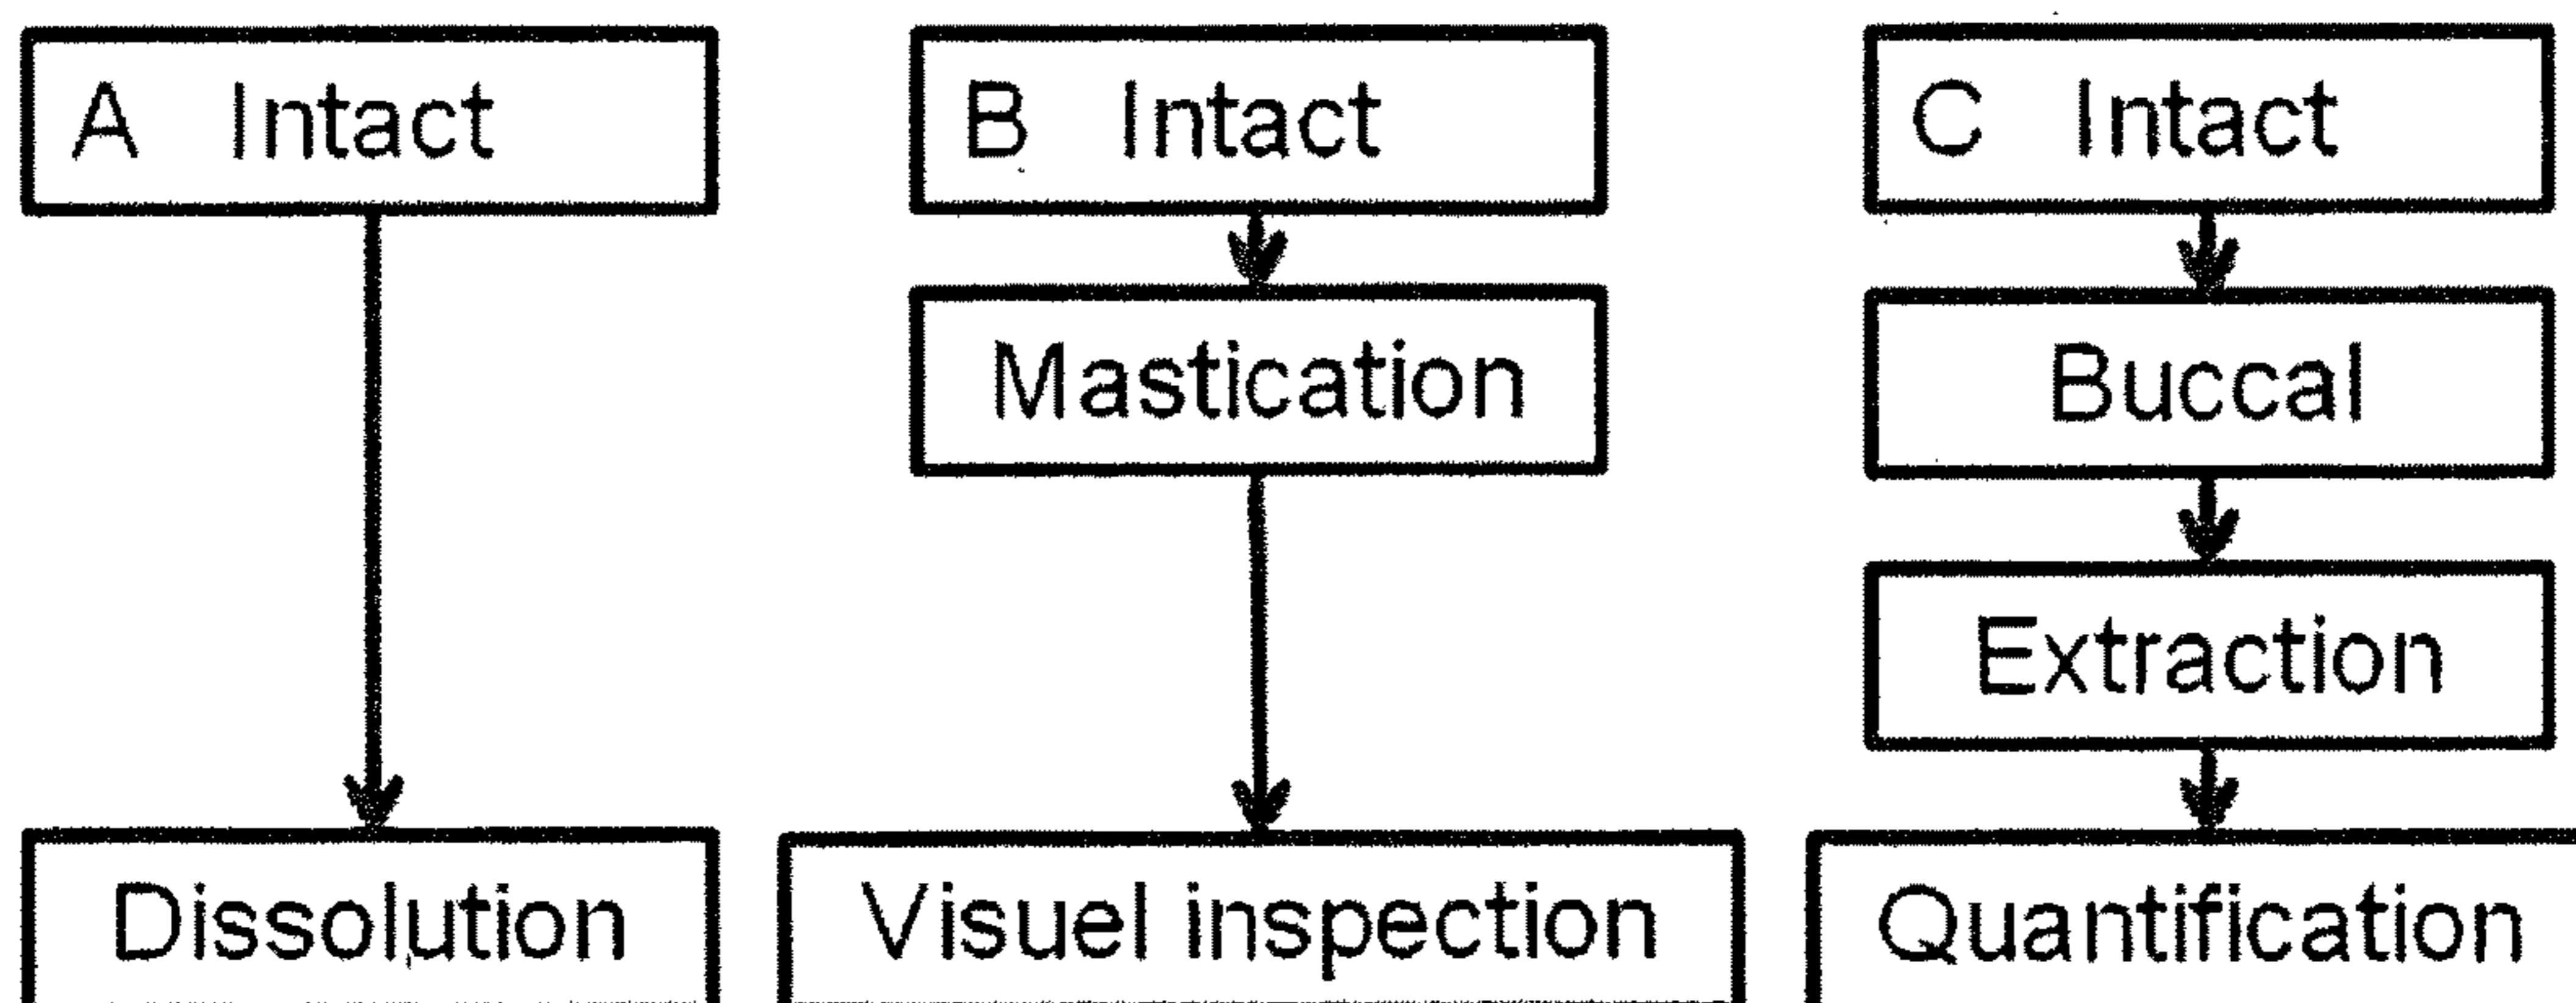 A Intact
B Intact
C Intact
Mastication
Buccal
Extraction
Dissolution
Visuel inspection
Quantification